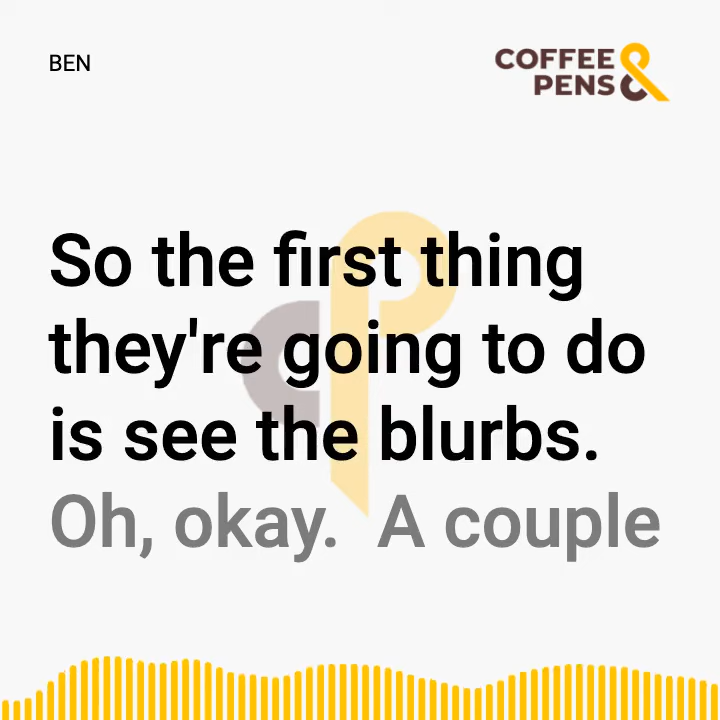 BEN
COFFEE &
PENS
So the first thing
they're going to do
is see the blurbs.
Oh, okay.  A couple